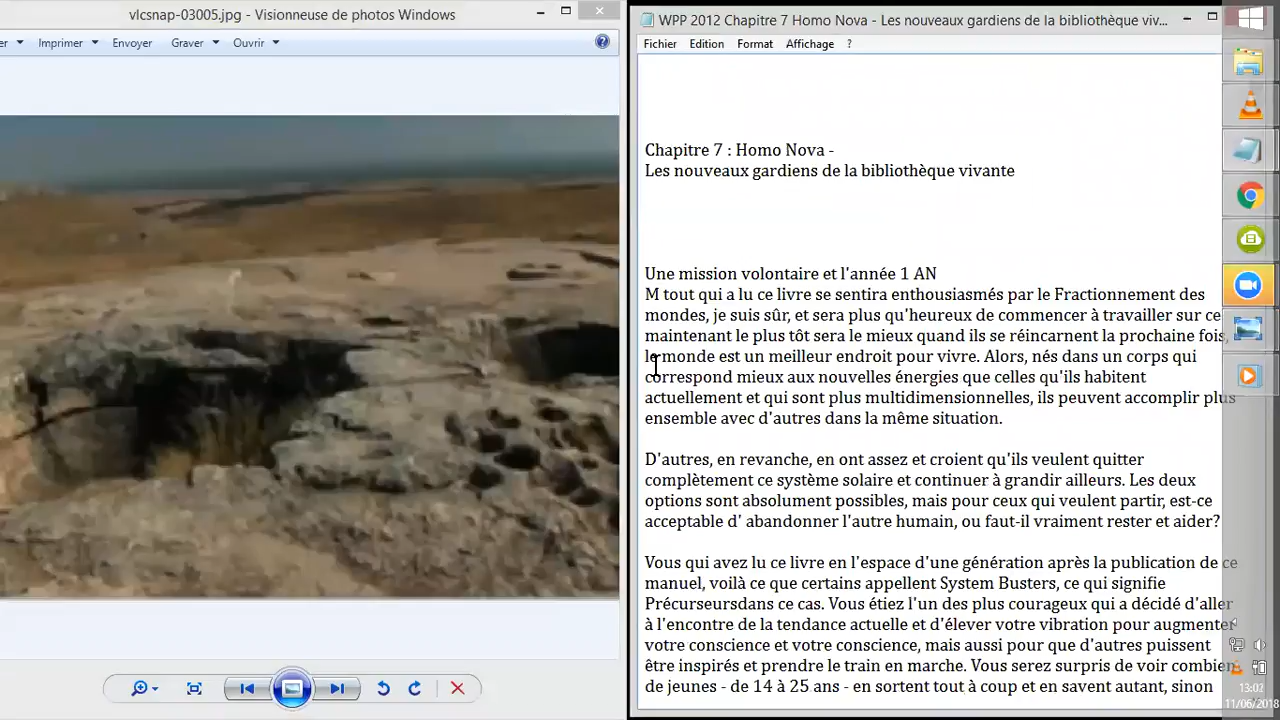 vlcsnap-03005.jpg - Visionneuse de photos Windows
Imprimer Envoyer Graver Ouvrir
WPP 2012 Chapitre 7 Homo Nova - Les nouveaux gardiens de la bibliothèque viv...
Fichier Edition Format Affichage ?
Chapitre 7 : Homo Nova -
Les nouveaux gardiens de la bibliothèque vivante
Une mission volontaire et l'année 1 AN
M tout qui a lu ce livre se sentira enthousiasmés par le Fractionnement des
mondes, je suis sûr, et sera plus qu'heureux de commencer à travailler sur ce
maintenant le plus tôt sera le mieux quand ils se réincarnent la prochaine fois,
le monde est un meilleur endroit pour vivre. Alors, nés dans un corps qui
correspond mieux aux nouvelles énergies que celles qu'ils habitent
actuellement et qui sont plus multidimensionnelles, ils peuvent accomplir plus
ensemble avec d'autres dans la même situation.
D'autres, en revanche, en ont assez et croient qu'ils veulent quitter
complètement ce système solaire et continuer à grandir ailleurs. Les deux
options sont absolument possibles, mais pour ceux qui veulent partir, est-ce
acceptable d' abandonner l'autre humain, ou faut-il vraiment rester et aider?
Vous qui avez lu ce livre en l'espace d'une génération après la publication de ce
manuel, voilà ce que certains appellent System Busters, ce qui signifie
Précurseursdans ce cas. Vous étiez l'un des plus courageux qui a décidé d'aller
à l'encontre de la tendance actuelle et d'élever votre vibration pour augmenter
votre conscience et votre conscience, mais aussi pour que d'autres puissent
être inspirés et prendre le train en marche. Vous serez surpris de voir combien
de jeunes - de 14 à 25 ans - en sortent tout à coup et en savent autant, sinon
13:02
11/06/2018